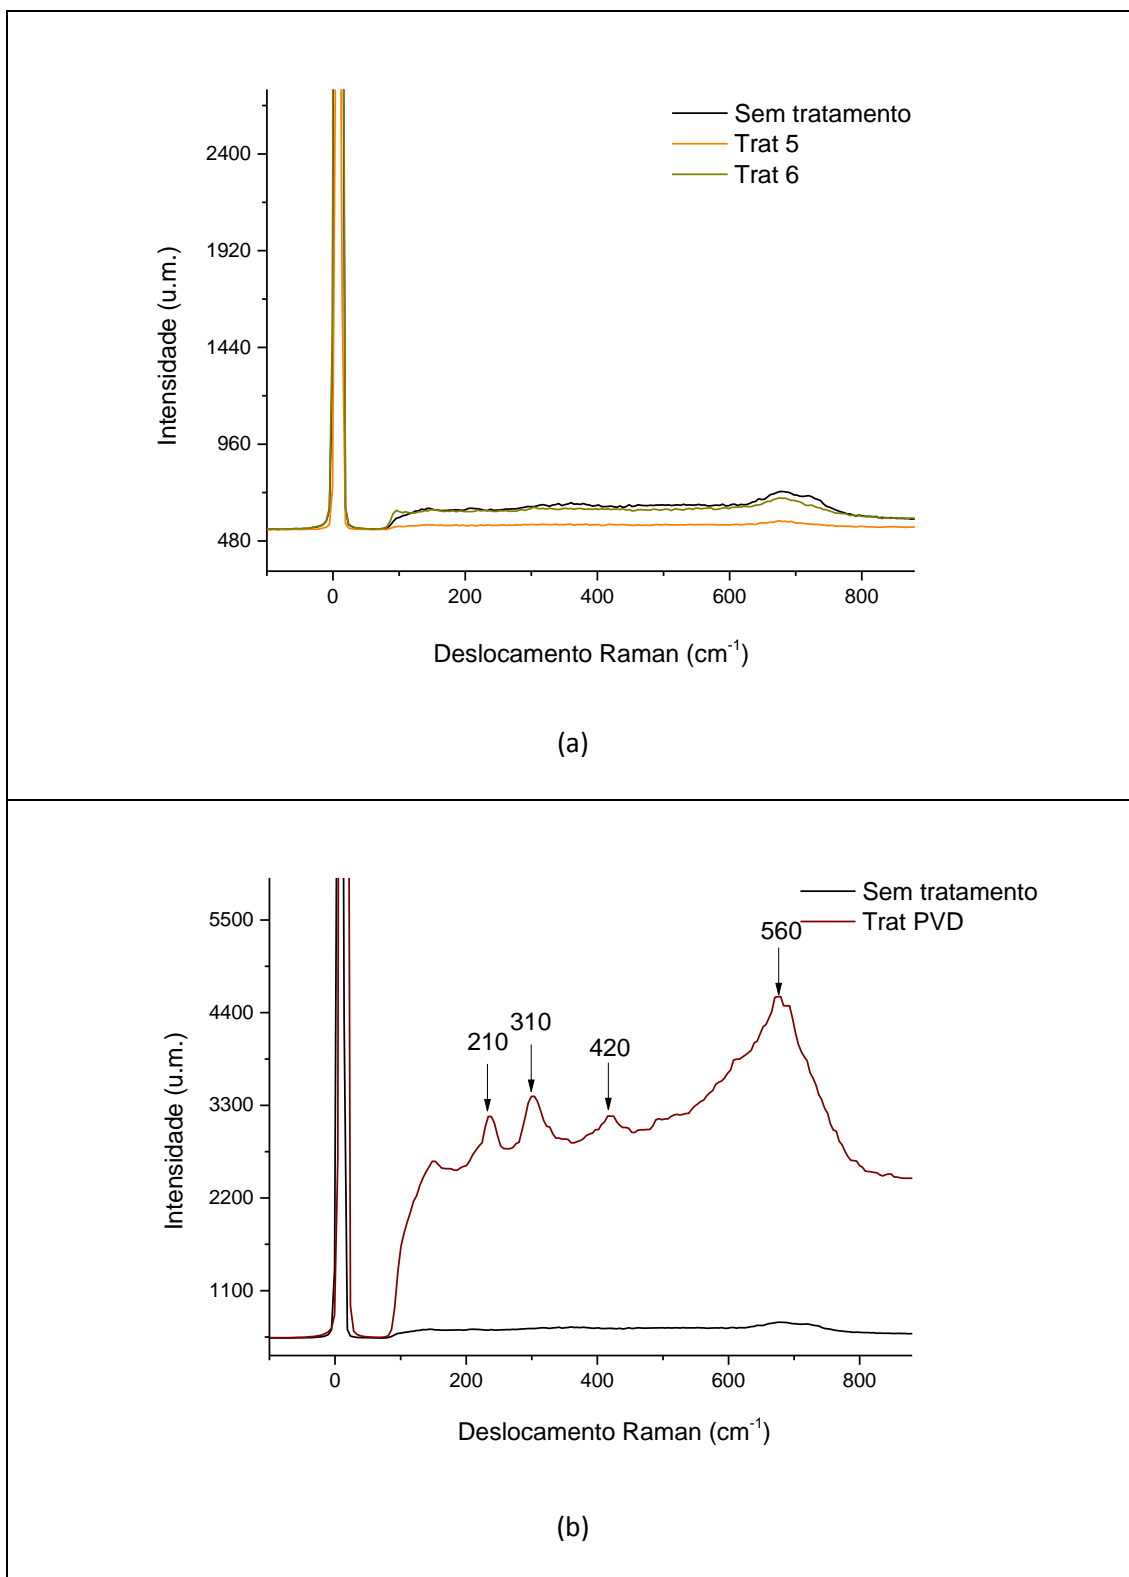 Sem tratamento
Trat 5
Trat 6
2400
1920
1440
960
480
Intensidade (u.m.)
0 200 400 600 800
Deslocamento Raman (cm⁻¹)
(a)
Sem tratamento
Trat PVD
5500
4400
3300
2200
1100
560
310
210
420
Intensidade (u.m.)
0 200 400 600 800
Deslocamento Raman (cm⁻¹)
(b)